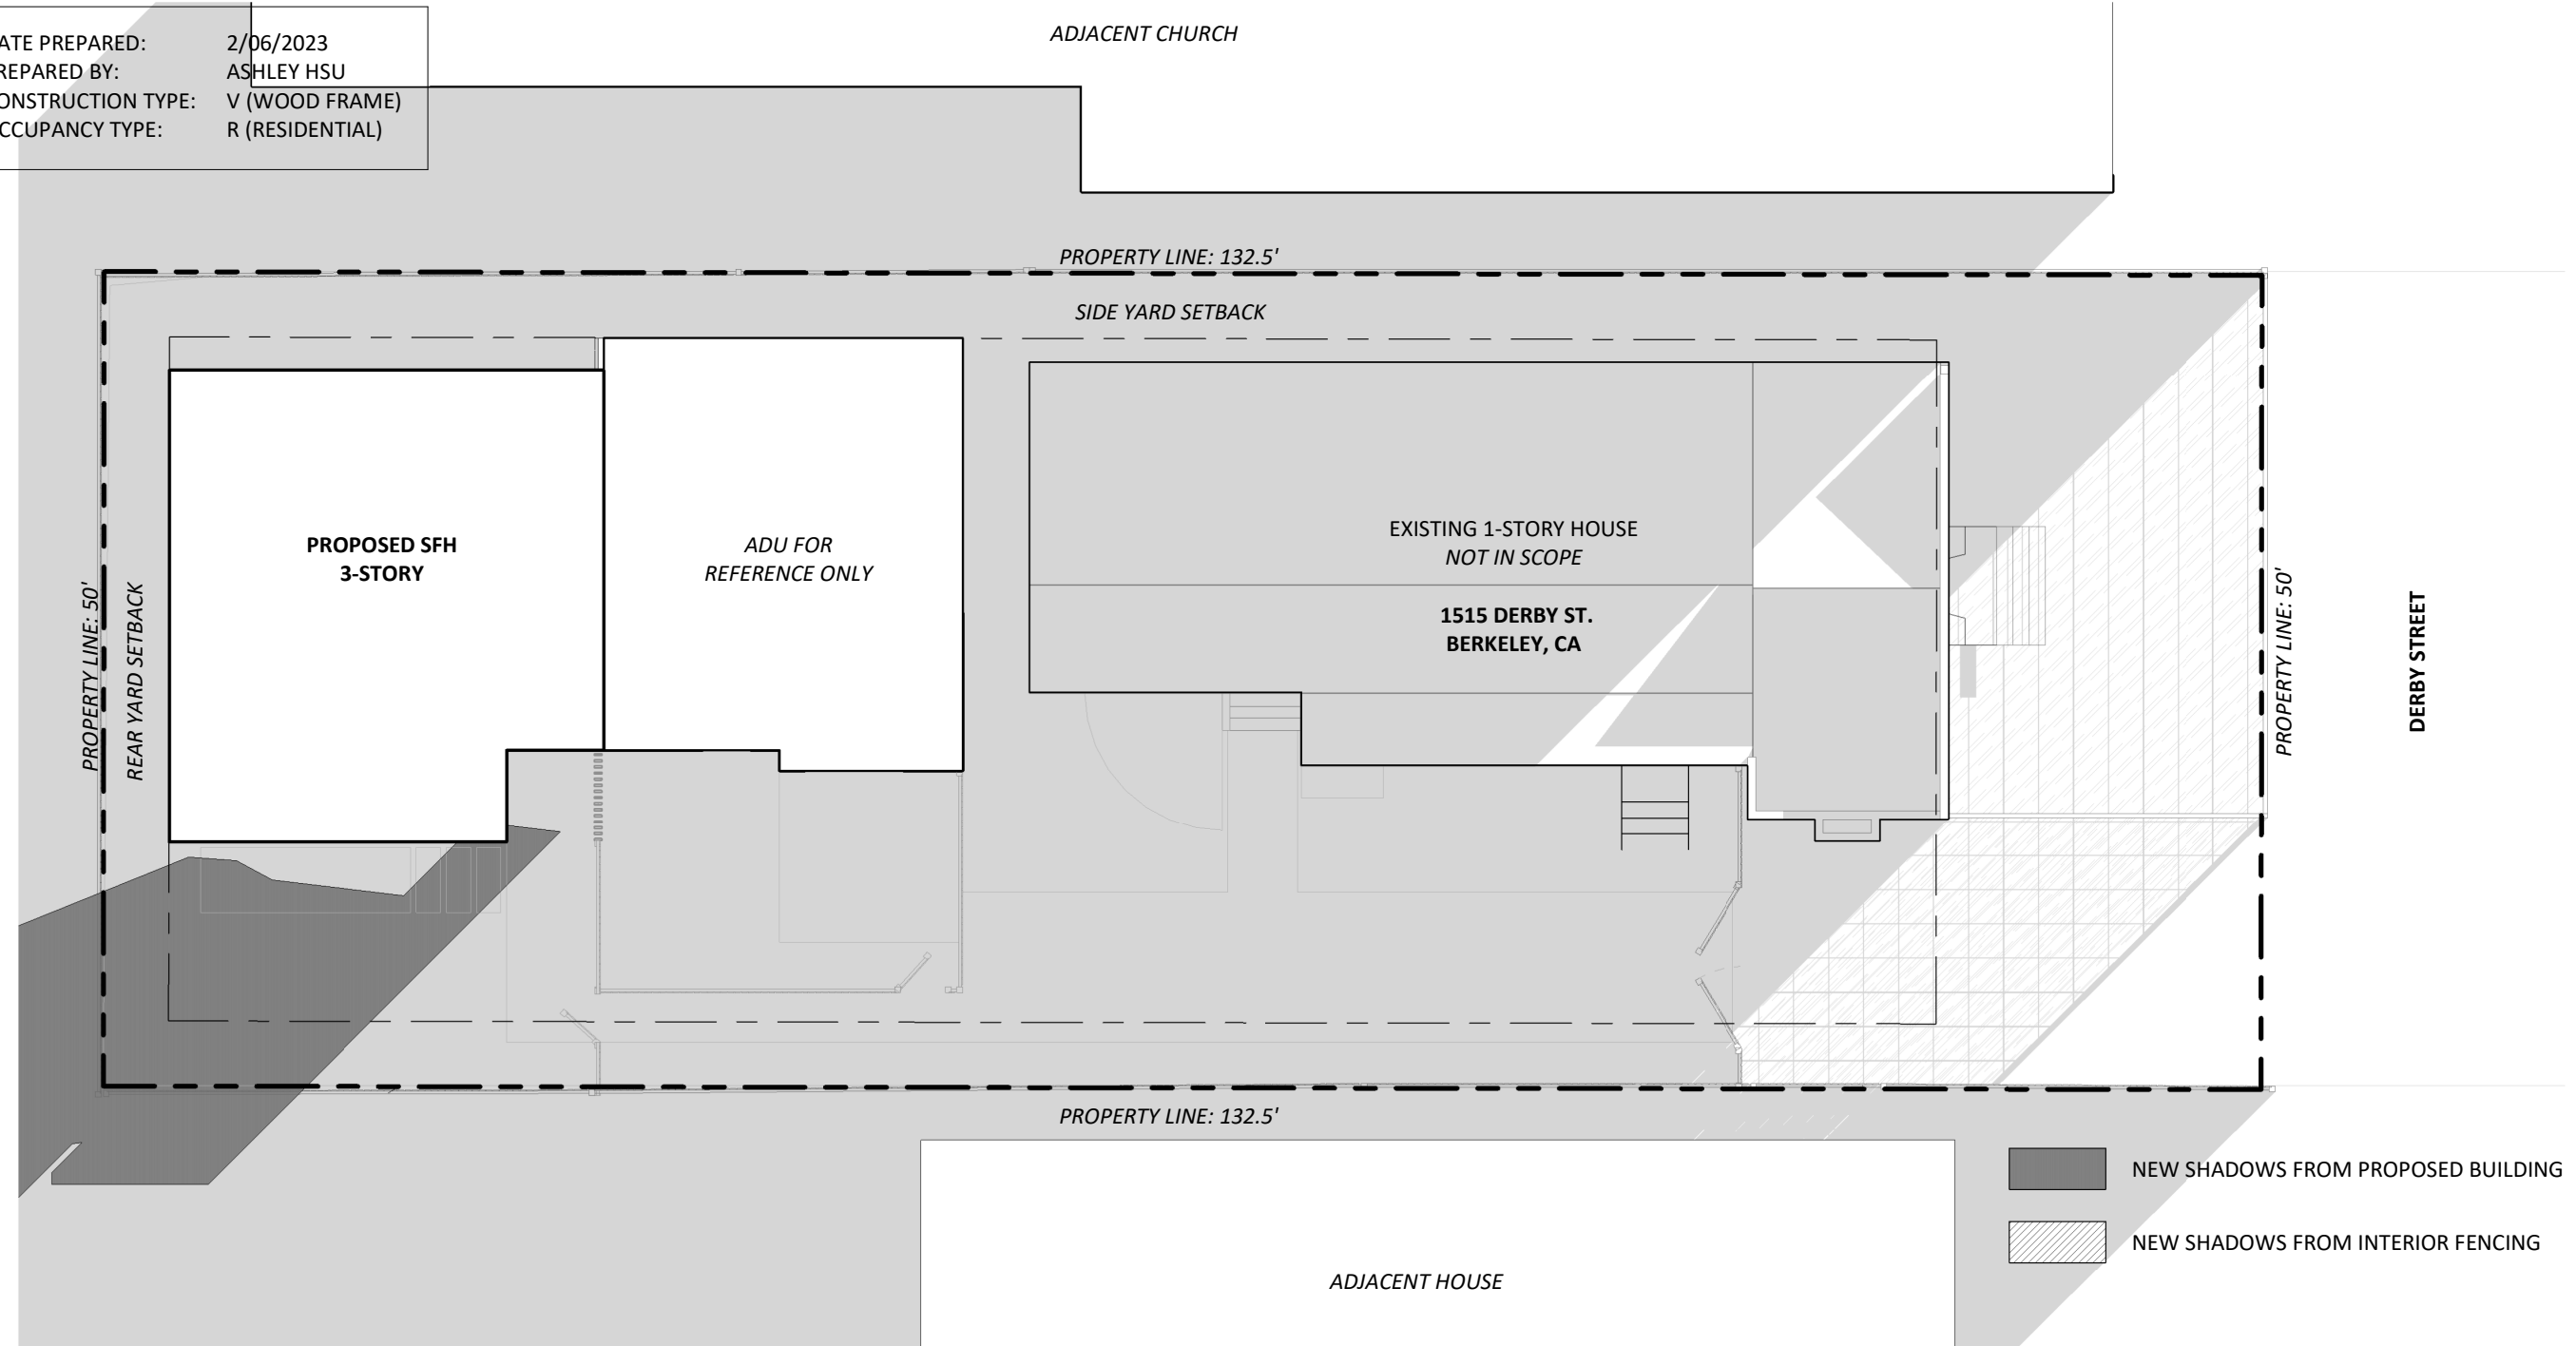 ATE PREPARED: 2/06/2023
REPARED BY: ASHLEY HSU
ONSTRUCTION TYPE: V (WOOD FRAME)
CCUPANCY TYPE: R (RESIDENTIAL)
ADJACENT CHURCH
PROPERTY LINE: 132.5'
SIDE YARD SETBACK
PROPOSED SFH
3-STORY
ADU FOR
REFERENCE ONLY
EXISTING 1-STORY HOUSE
NOT IN SCOPE
1515 DERBY ST.
BERKELEY, CA
PROPERTY LINE: 50'
REAR YARD SETBACK
PROPERTY LINE: 50'
DERBY STREET
PROPERTY LINE: 132.5'
NEW SHADOWS FROM PROPOSED BUILDING
NEW SHADOWS FROM INTERIOR FENCING
ADJACENT HOUSE